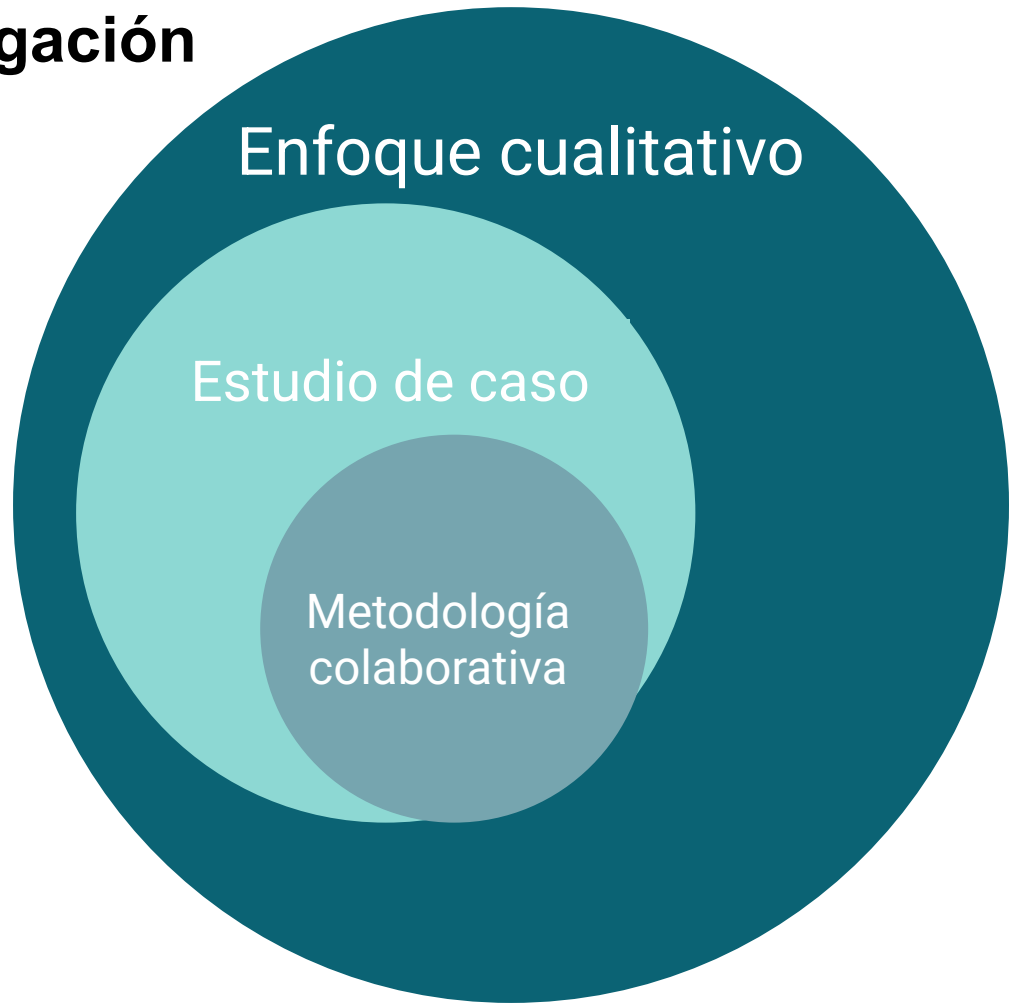 gación
Enfoque cualitativo
Estudio de caso
Metodología
colaborativa